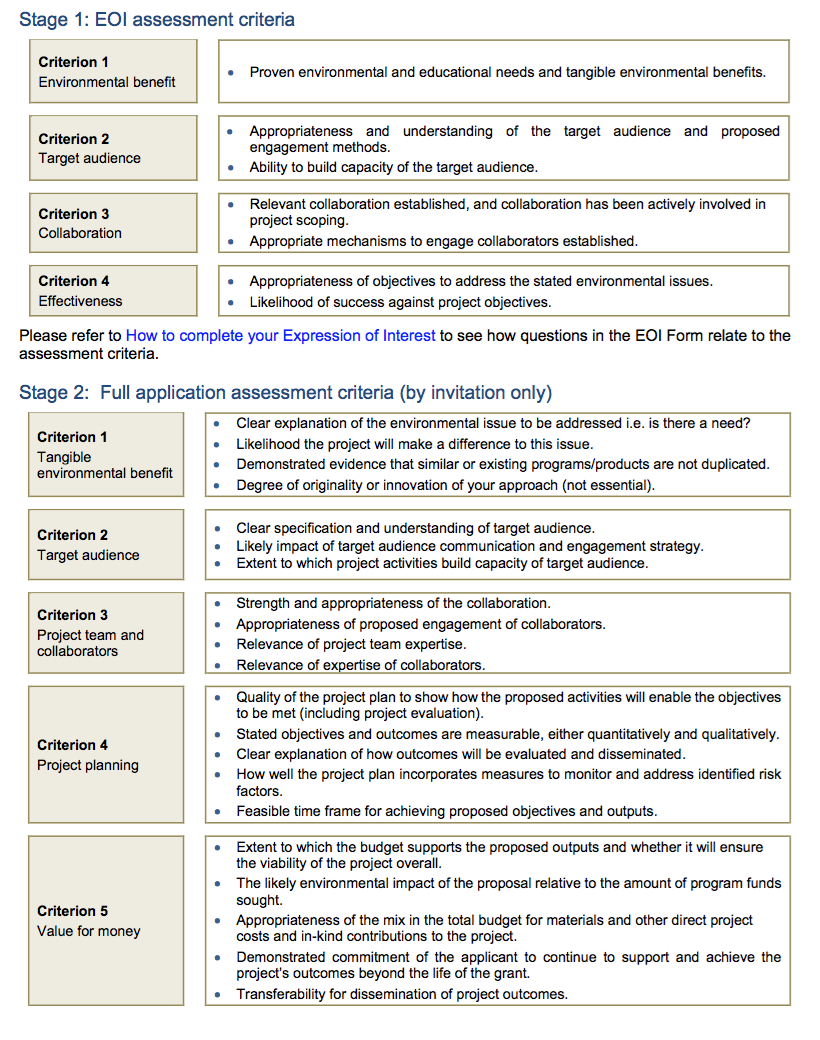 Stage 1: EOI assessment criteria
Criterion 1
Environmental benefit
• Proven environmental and educational needs and tangible environmental benefits.
Criterion 2
Target audience
• Appropriateness and understanding of the target audience and proposed
engagement methods.
• Ability to build capacity of the target audience.
Criterion 3
Collaboration
• Relevant collaboration established, and collaboration has been actively involved in
project scoping.
• Appropriate mechanisms to engage collaborators established.
Criterion 4
Effectiveness
• Appropriateness of objectives to address the stated environmental issues.
• Likelihood of success against project objectives.
Please refer to How to complete your Expression of Interest to see how questions in the EOI Form relate to the
assessment criteria.
Stage 2: Full application assessment criteria (by invitation only)
Criterion 1
Tangible
environmental benefit
• Clear explanation of the environmental issue to be addressed i.e. is there a need?
• Likelihood the project will make a difference to this issue.
• Demonstrated evidence that similar or existing programs/products are not duplicated.
• Degree of originality or innovation of your approach (not essential).
Criterion 2
Target audience
• Clear specification and understanding of target audience.
• Likely impact of target audience communication and engagement strategy.
• Extent to which project activities build capacity of target audience.
Criterion 3
Project team and
collaborators
• Strength and appropriateness of the collaboration.
• Appropriateness of proposed engagement of collaborators.
• Relevance of project team expertise.
• Relevance of expertise of collaborators.
Criterion 4
Project planning
• Quality of the project plan to show how the proposed activities will enable the objectives
to be met (including project evaluation).
• Stated objectives and outcomes are measurable, either quantitatively and qualitatively.
• Clear explanation of how outcomes will be evaluated and disseminated.
• How well the project plan incorporates measures to monitor and address identified risk
factors.
• Feasible time frame for achieving proposed objectives and outputs.
Criterion 5
Value for money
• Extent to which the budget supports the proposed outputs and whether it will ensure
the viability of the project overall.
• The likely environmental impact of the proposal relative to the amount of program funds
sought.
• Appropriateness of the mix in the total budget for materials and other direct project
costs and in-kind contributions to the project.
• Demonstrated commitment of the applicant to continue to support and achieve the
project's outcomes beyond the life of the grant.
• Transferability for dissemination of project outcomes.